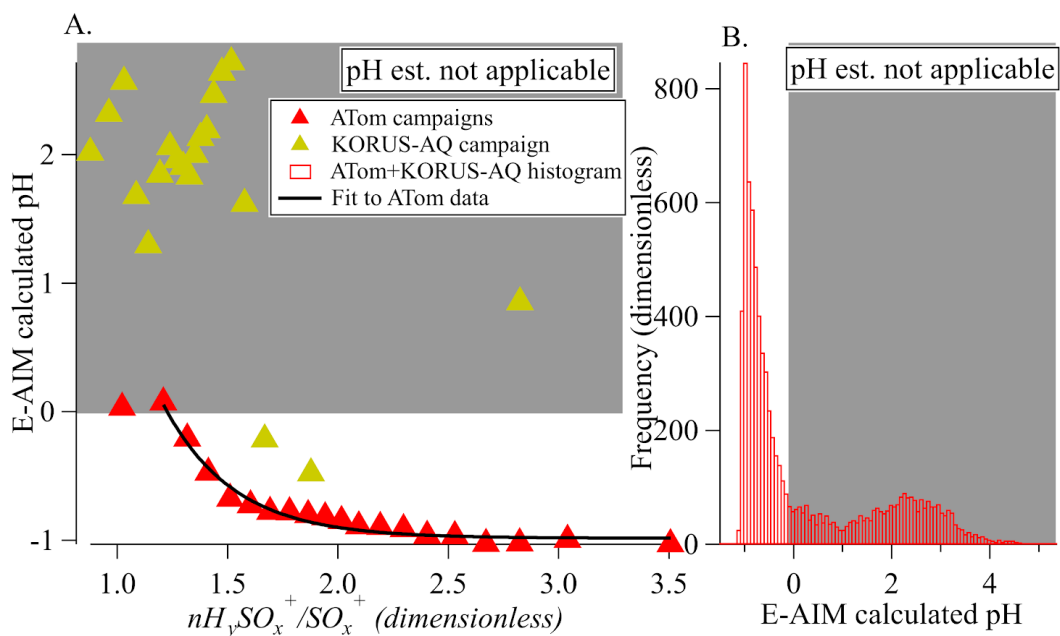 A.
pH est. not applicable
ATom campaigns
KORUS-AQ campaign
ATom+KORUS-AQ histogram
Fit to ATom data
E-AIM calculated pH
2
1
0
-1
1.0 1.5 2.0 2.5 3.0 3.5
nHySOx+/SOx+ (dimensionless)
B.
pH est. not applicable
Frequency (dimensionless)
800
600
400
200
0
0 2 4
E-AIM calculated pH